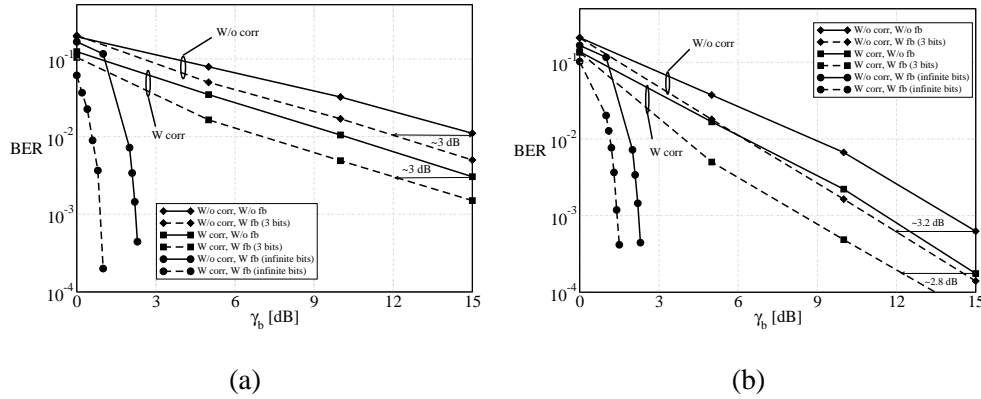 10^-1
10^-2
10^-3
10^-4
BER
0
3
6
9
12
15
γ_b [dB]
W/o corr
W corr
~3 dB
~3 dB
W/o corr, W/o fb
W/o corr, W fb (3 bits)
W corr, W/o fb
W corr, W fb (3 bits)
W/o corr, W fb (infinite bits)
W corr, W fb (infinite bits)
(a)
10^-1
10^-2
10^-3
10^-4
BER
0
3
6
9
12
15
γ_b [dB]
W/o corr
W corr
~3.2 dB
~2.8 dB
W/o corr, W/o fb
W/o corr, W fb (3 bits)
W corr, W/o fb
W corr, W fb (3 bits)
W/o corr, W fb (infinite bits)
W corr, W fb (infinite bits)
(b)